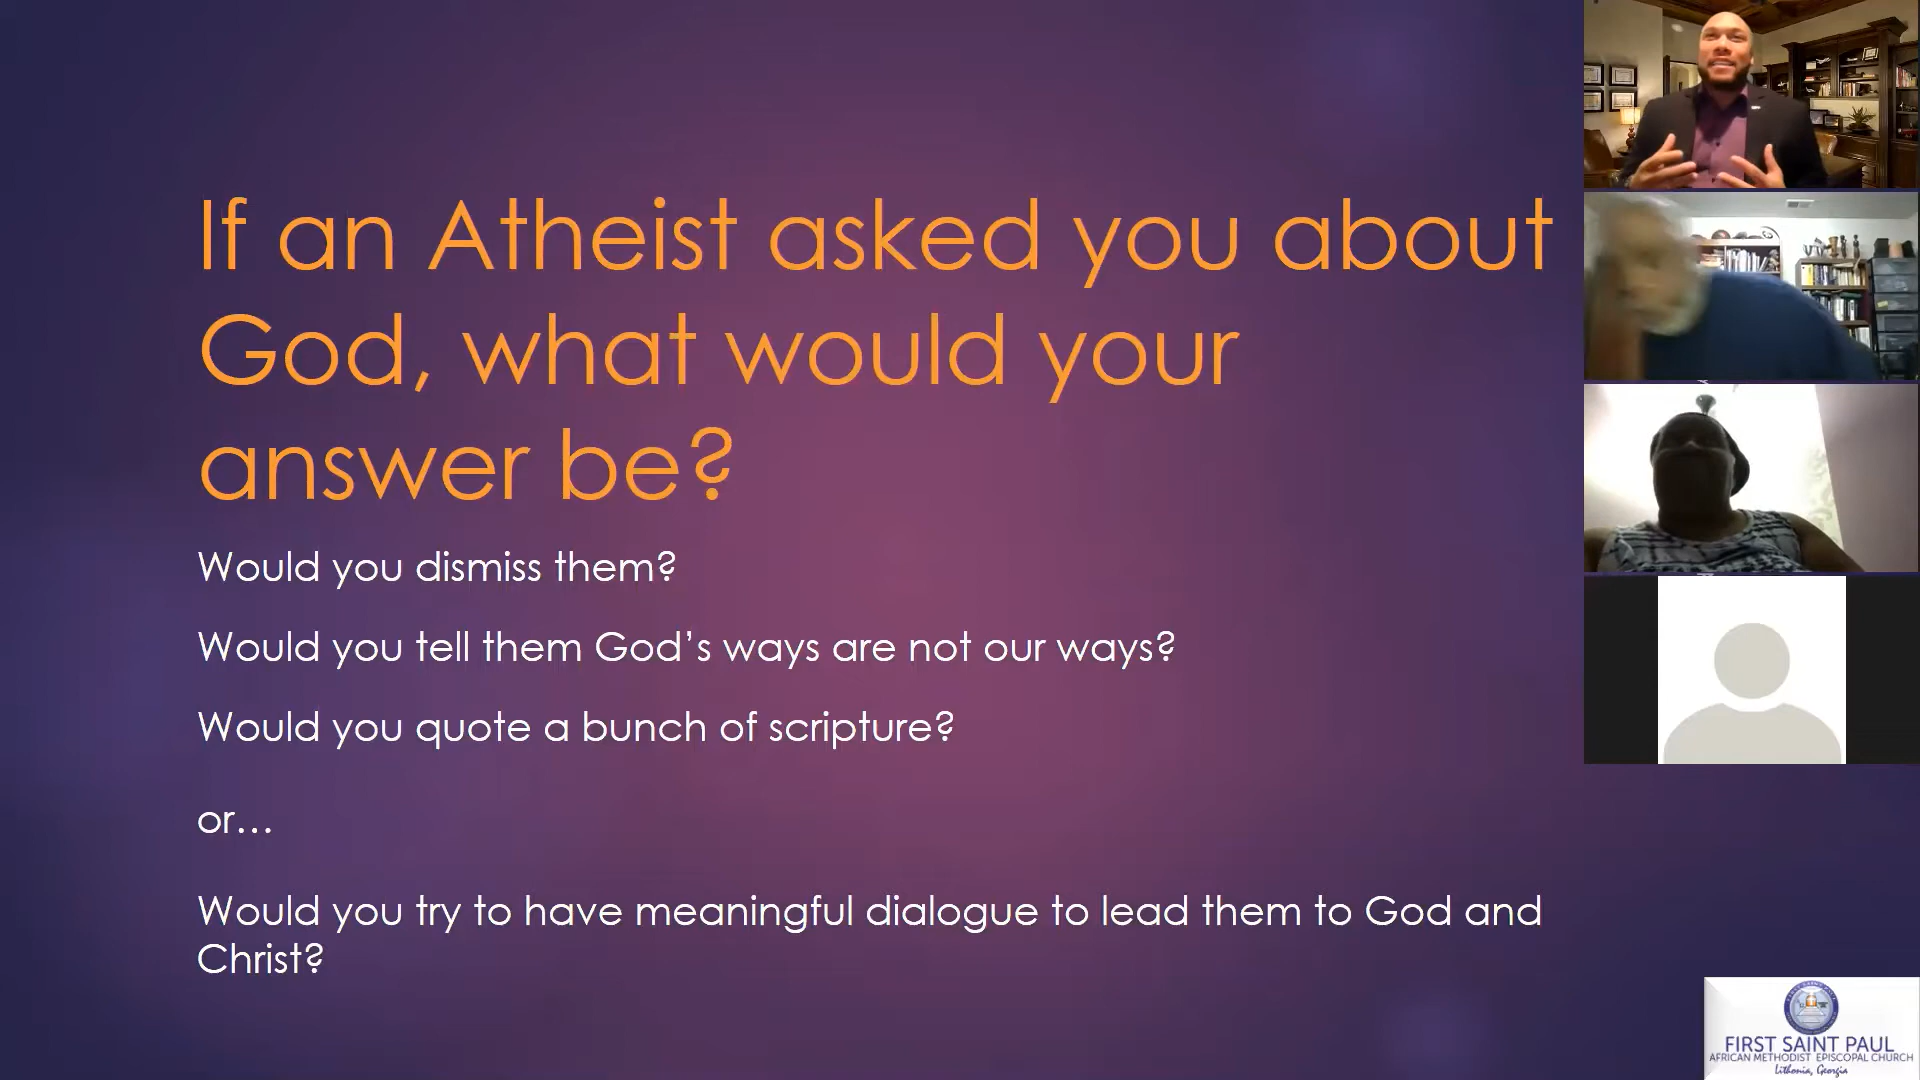 If an Atheist asked you about
God, what would your
answer be?
Would you dismiss them?
Would you tell them God’s ways are not our ways?
Would you quote a bunch of scripture?
or…
Would you try to have meaningful dialogue to lead them to God and
Christ?
FIRST SAINT PAUL
AFRICAN METHODIST EPISCOPAL CHURCH
Lithonia, Georgia